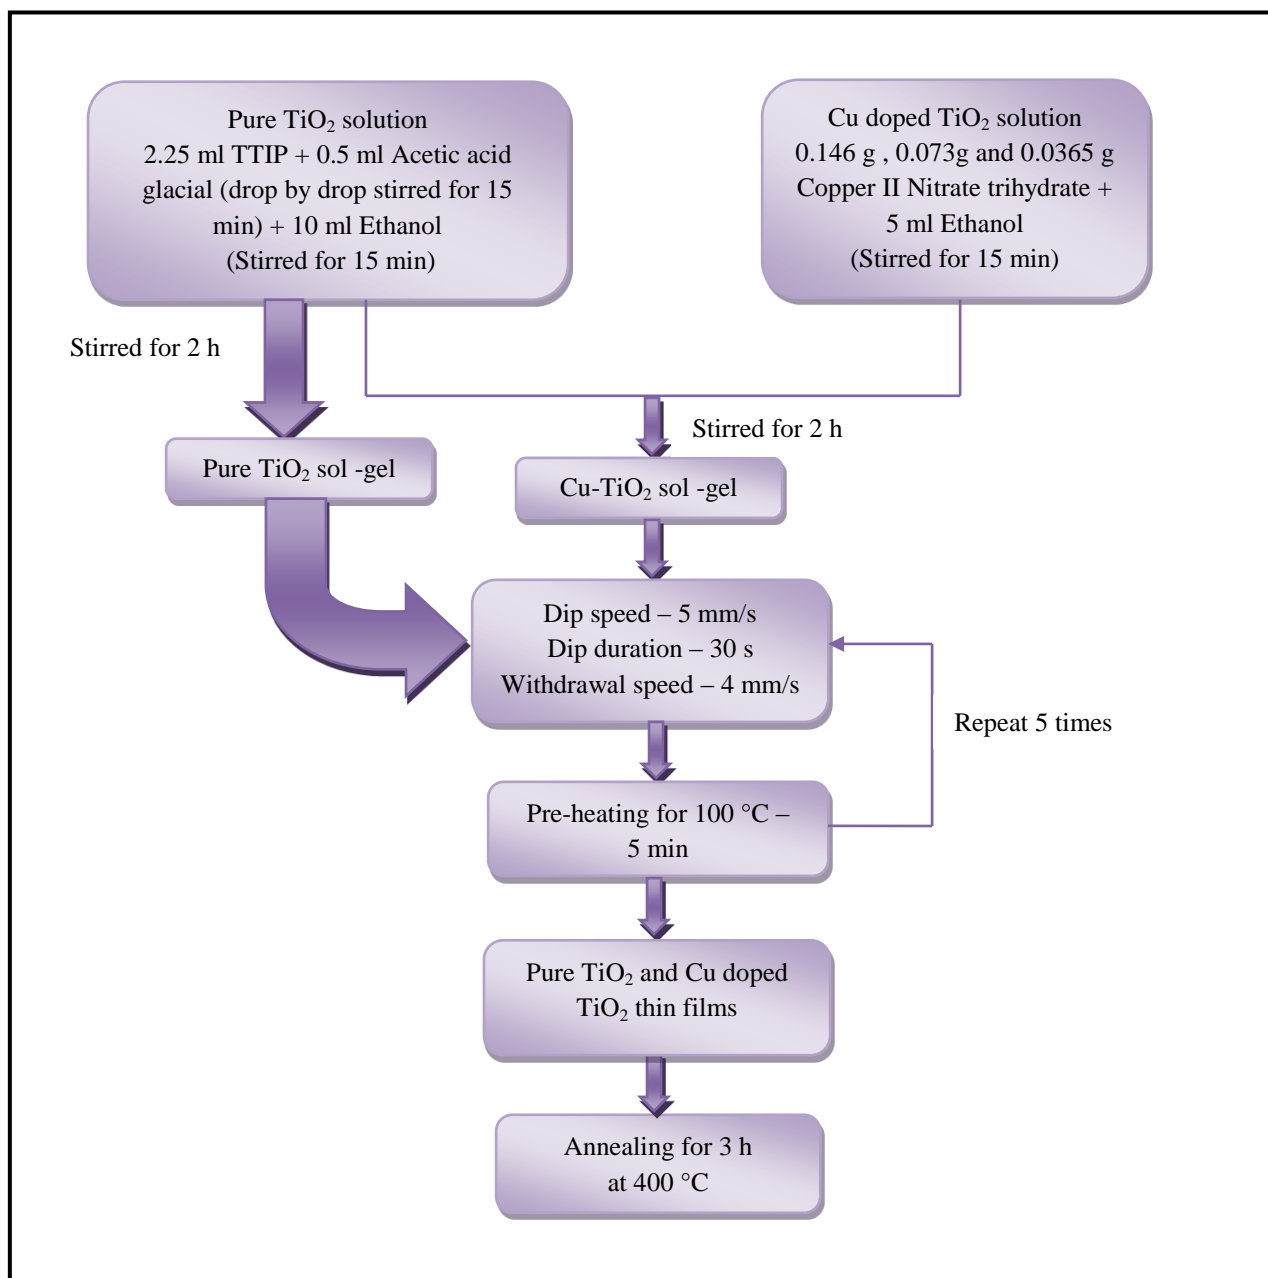 Pure TiO₂ solution
2.25 ml TTIP + 0.5 ml Acetic acid
glacial (drop by drop stirred for 15
min) + 10 ml Ethanol
(Stirred for 15 min)
Cu doped TiO₂ solution
0.146 g , 0.073g and 0.0365 g
Copper II Nitrate trihydrate +
5 ml Ethanol
(Stirred for 15 min)
Stirred for 2 h
Stirred for 2 h
Pure TiO₂ sol -gel
Cu-TiO₂ sol -gel
Dip speed – 5 mm/s
Dip duration – 30 s
Withdrawal speed – 4 mm/s
Repeat 5 times
Pre-heating for 100 °C –
5 min
Pure TiO₂ and Cu doped
TiO₂ thin films
Annealing for 3 h
at 400 °C